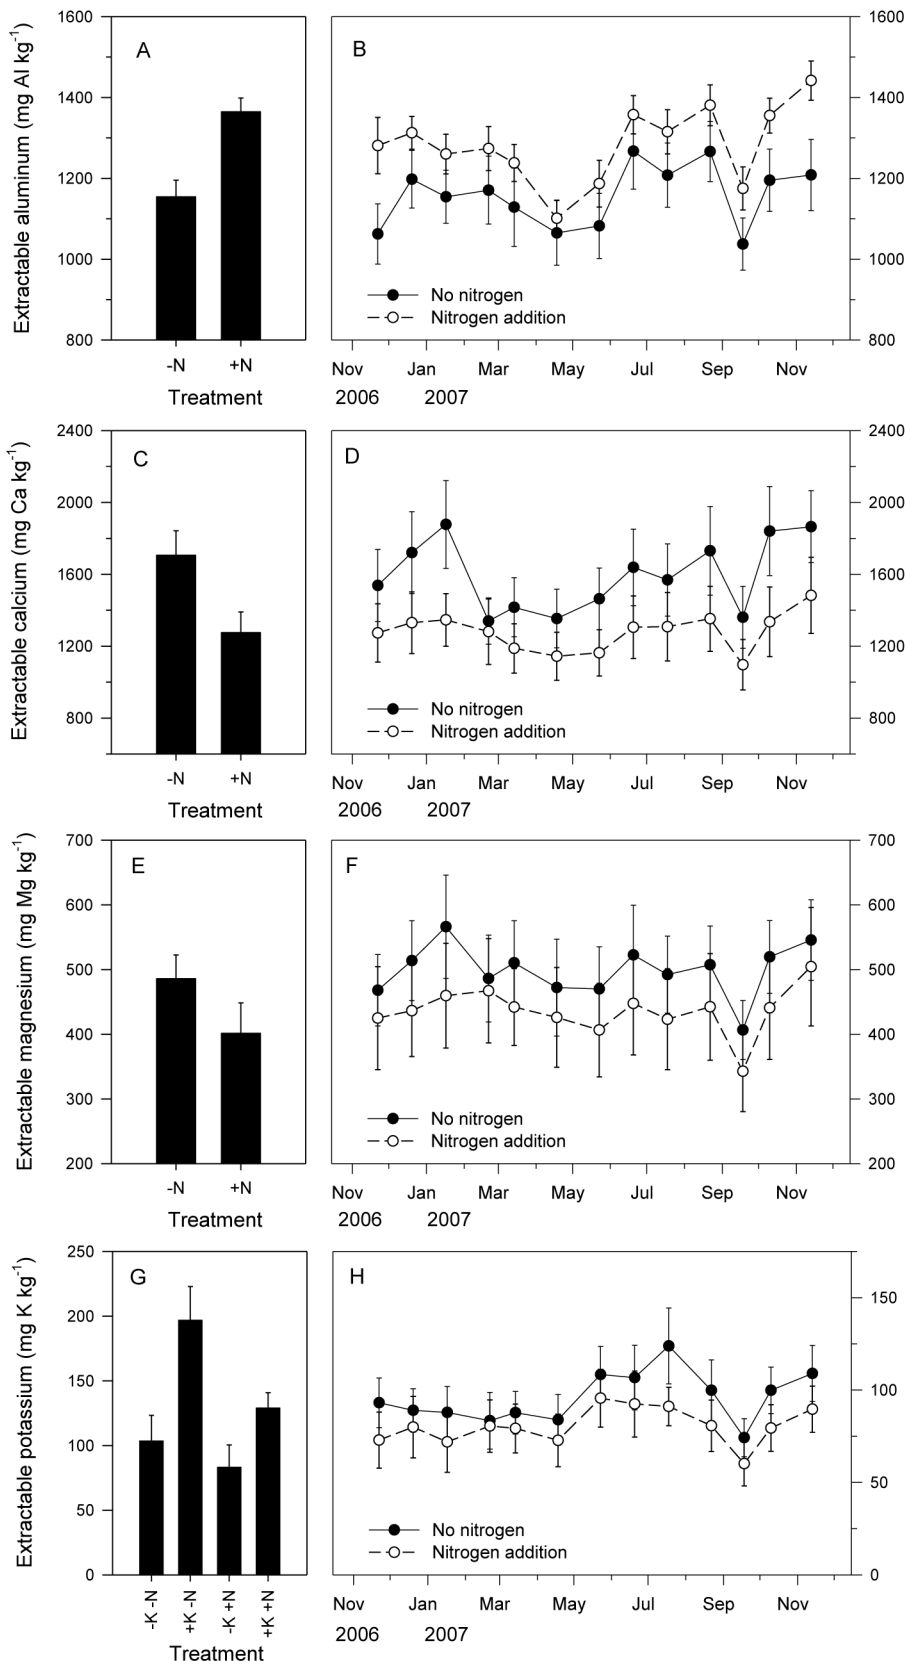 Extractable aluminum (mg Al kg⁻¹)
1600
1400
1200
1000
800
A
-N
+N
Treatment
B
No nitrogen
Nitrogen addition
1600
1400
1200
1000
800
Nov Jan Mar May Jul Sep Nov
2006 2007
Extractable calcium (mg Ca kg⁻¹)
2400
2000
1600
1200
800
C
-N
+N
Treatment
D
No nitrogen
Nitrogen addition
2400
2000
1600
1200
800
Nov Jan Mar May Jul Sep Nov
2006 2007
Extractable magnesium (mg Mg kg⁻¹)
700
600
500
400
300
200
E
-N
+N
Treatment
F
No nitrogen
Nitrogen addition
700
600
500
400
300
200
Nov Jan Mar May Jul Sep Nov
2006 2007
Extractable potassium (mg K kg⁻¹)
250
200
150
100
50
0
G
-K -N
+K -N
-K +N
+K +N
Treatment
H
No nitrogen
Nitrogen addition
150
100
50
0
Nov Jan Mar May Jul Sep Nov
2006 2007